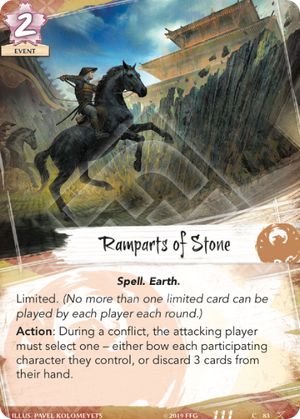 2
EVENT
Ramparts of Stone
Spell. Earth.
Limited. (No more than one limited card can be
played by each player each round.)
Action: During a conflict, the attacking player
must select one – either bow each participating
character they control, or discard 3 cards from
their hand.
ILLUS. PAVEL KOLOMEYETS
©2019 FFG
111
C 83